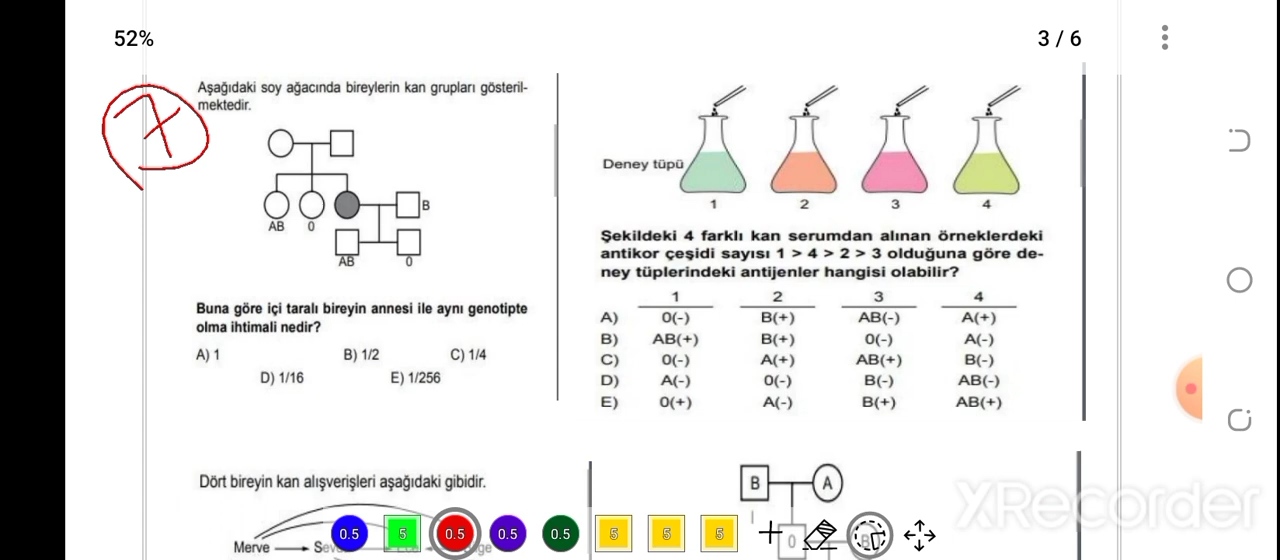 52%
3 / 6
7
Aşağıdaki soy ağacında bireylerin kan grupları gösteril-
mektedir.
B
AB
0
AB
0
Buna göre içi taralı bireyin annesi ile aynı genotipte
olma ihtimali nedir?
A) 1
B) 1/2
C) 1/4
D) 1/16
E) 1/256
Deney tüpü
1
2
3
4
Şekildeki 4 farklı kan serumdan alınan örneklerdeki
antikor çeşidi sayısı 1 > 4 > 2 > 3 olduğuna göre de-
ney tüplerindeki antijenler hangisi olabilir?
1 2 3 4
A) 0(-) B(+) AB(-) A(+)
B) AB(+) B(+) 0(-) A(-)
C) 0(-) A(+) AB(+) B(-)
D) A(-) 0(-) B(-) AB(-)
E) 0(+) A(-) B(+) AB(+)
Dört bireyin kan alışverişleri aşağıdaki gibidir.
Merve
B
A
0
0.5
5
0.5
0.5
0.5
5
5
5
XRecorder